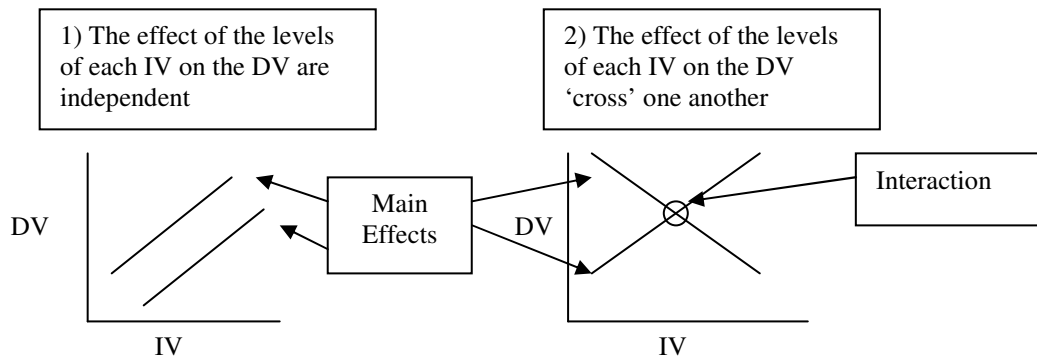 1) The effect of the levels
of each IV on the DV are
independent
2) The effect of the levels
of each IV on the DV
‘cross’ one another
DV
Main
Effects
DV
Interaction
IV
IV